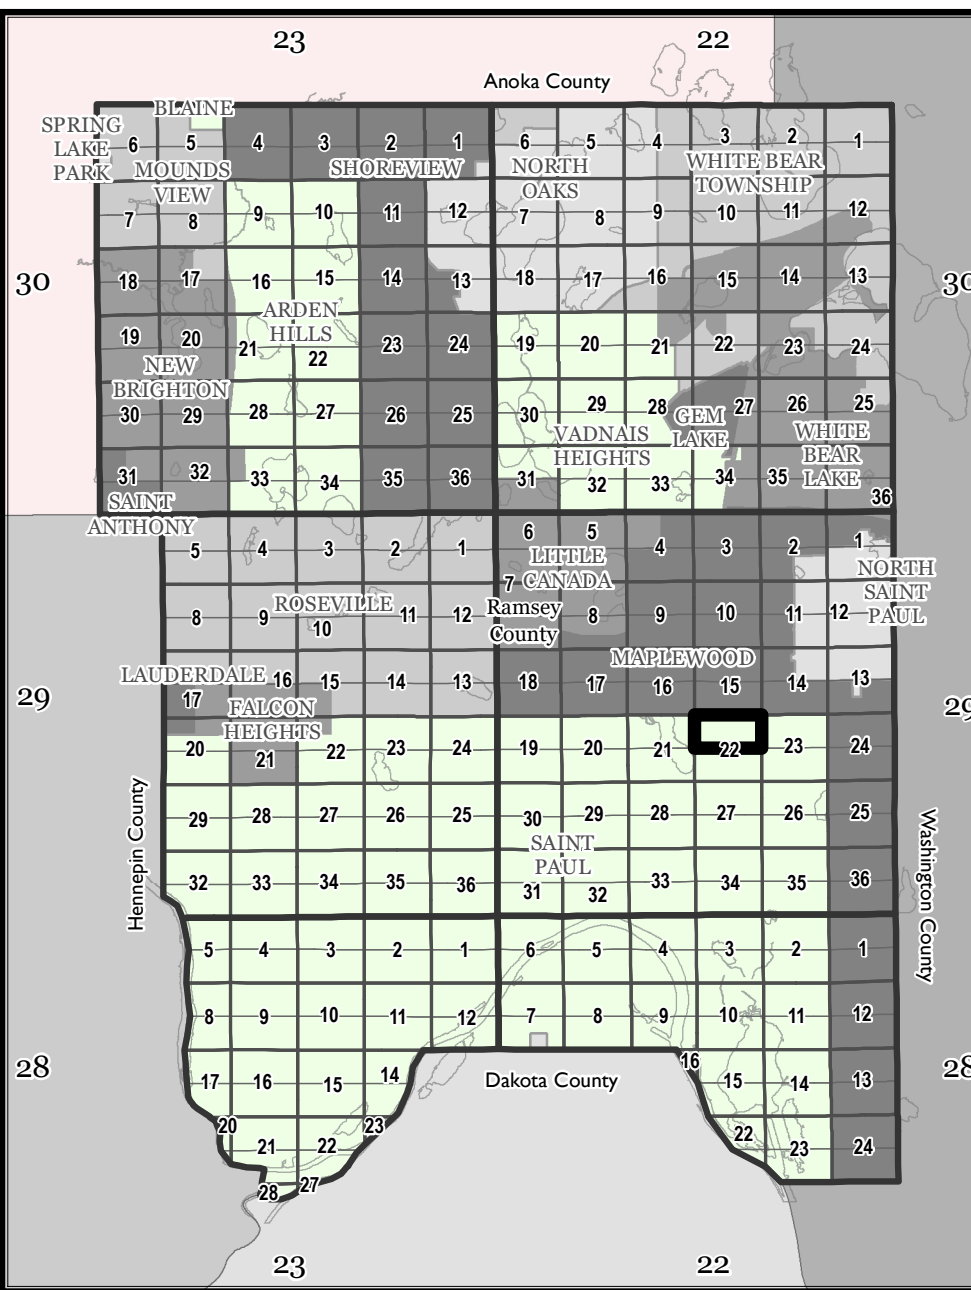 23 22
Anoka County
BLAINE
SPRING
LAKE
PARK
6 5 4 3 2 1 6 5 4 3 2 1
MOUNDS
VIEW
SHOREVIEW
NORTH
OAKS
WHITE BEAR
TOWNSHIP
7 8 9 10 11 12 7 8 9 10 11 12
30 18 17 16 15 14 13 18 17 16 15 14 13 30
ARDEN
HILLS
19 20 21 22 23 24 19 20 21 22 23 24
NEW
BRIGHTON
30 29 28 27 26 25 30 29 28 27 26 25
GEM
LAKE
VADNAIS
HEIGHTS
WHITE
BEAR
LAKE
31 32 33 34 35 36 31 32 33 34 35 36
SAINT
ANTHONY
5 4 3 2 1 6 5 4 3 2 1
LITTLE
CANADA
NORTH
SAINT
PAUL
ROSEVILLE
8 9 10 11 12 7 8 9 10 11 12
Ramsey
County
MAPLEWOOD
LAUDERDALE
29 17 16 15 14 13 18 17 16 15 14 13 29
FALCON
HEIGHTS
20 21 22 23 24 19 20 21 22 23 24
29 28 27 26 25 30 29 28 27 26 25
Hennepin County
Washington County
SAINT
PAUL
32 33 34 35 36 31 32 33 34 35 36
5 4 3 2 1 6 5 4 3 2 1
8 9 10 11 12 7 8 9 10 11 12
28 17 16 15 14 16 15 14 13 28
Dakota County
20 21 22 23 22 23 24
28 27
23 22